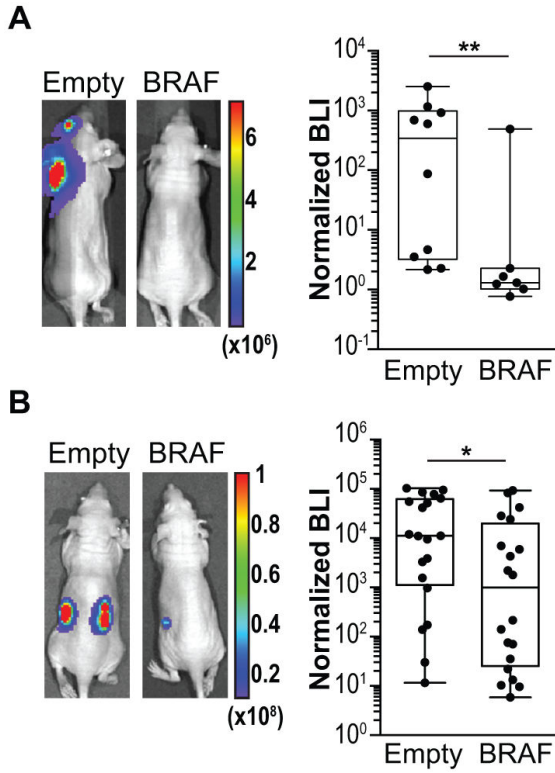 A
Empty BRAF
6
4
2
(x10⁶)
Normalized BLI
10⁴
10³
10²
10¹
10⁰
10⁻¹
**
Empty BRAF
B
Empty BRAF
1
0.8
0.6
0.4
0.2
(x10⁸)
Normalized BLI
10⁶
10⁵
10⁴
10³
10²
10¹
10⁰
*
Empty BRAF